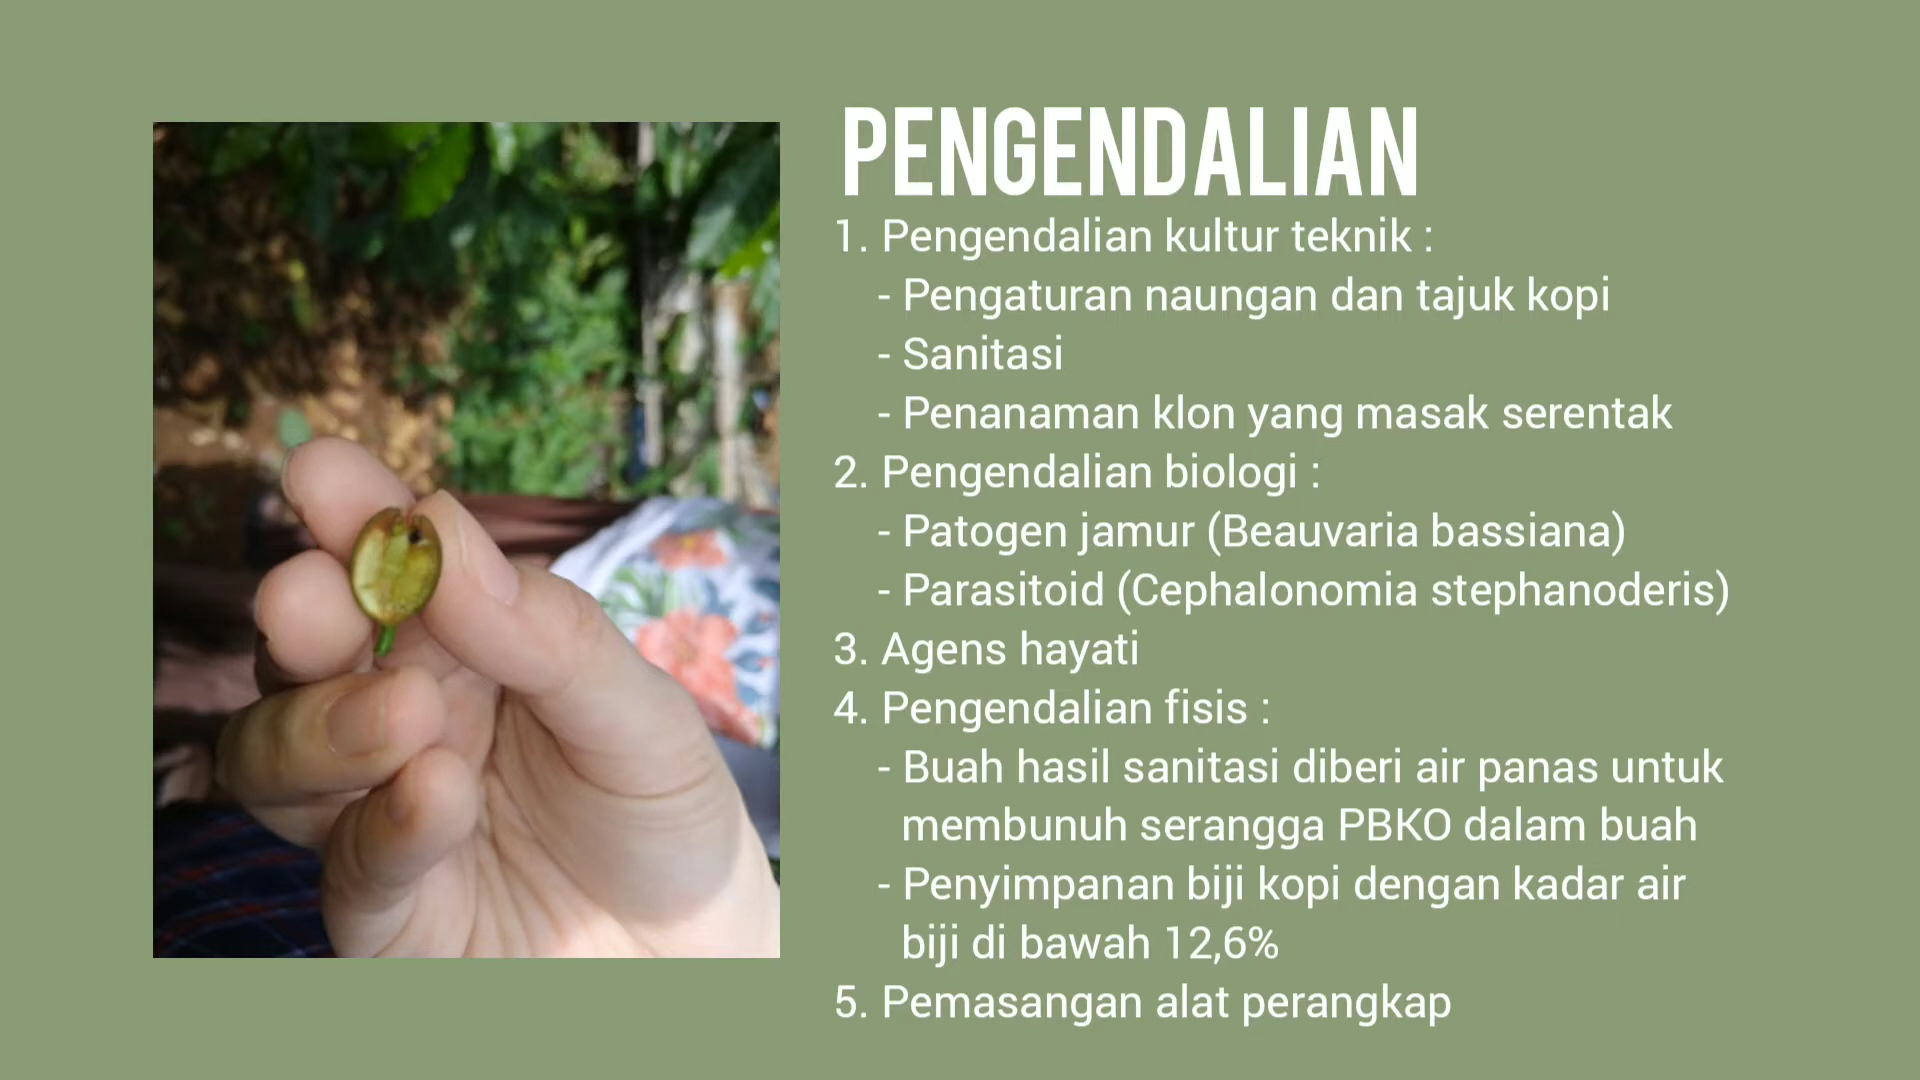 PENGENDALIAN
1. Pengendalian kultur teknik :
- Pengaturan naungan dan tajuk kopi
- Sanitasi
- Penanaman klon yang masak serentak
2. Pengendalian biologi :
- Patogen jamur (Beauvaria bassiana)
- Parasitoid (Cephalonomia stephanoderis)
3. Agens hayati
4. Pengendalian fisis :
- Buah hasil sanitasi diberi air panas untuk
membunuh serangga PBKO dalam buah
- Penyimpanan biji kopi dengan kadar air
biji di bawah 12,6%
5. Pemasangan alat perangkap